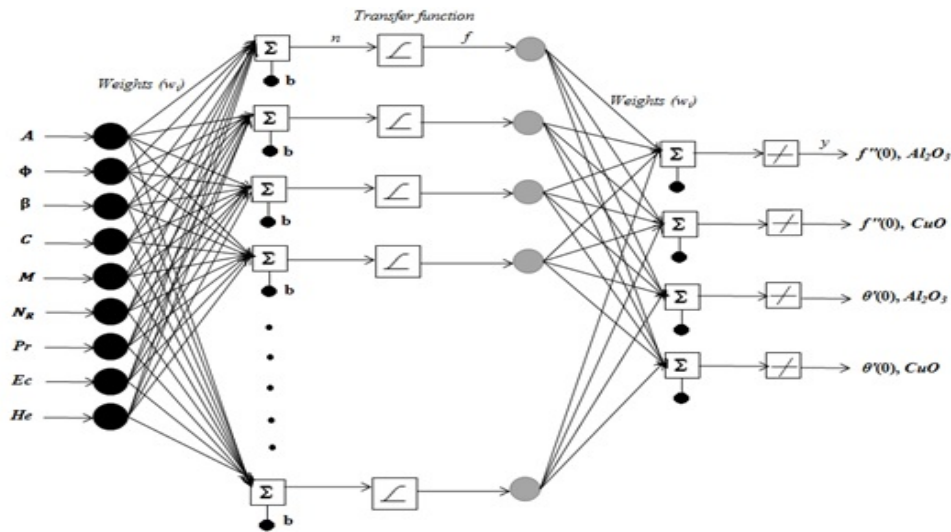 Transfer function
Σ n f
b
Weights (wᵢ)
Weights (wᵢ)
Σ
b
A
Φ
β
C
M
N_R
Pr
Ec
He
Σ
b
Σ
b
Σ
b
Σ y f''(0), Al₂O₃
Σ f''(0), CuO
Σ θ'(0), Al₂O₃
Σ θ'(0), CuO